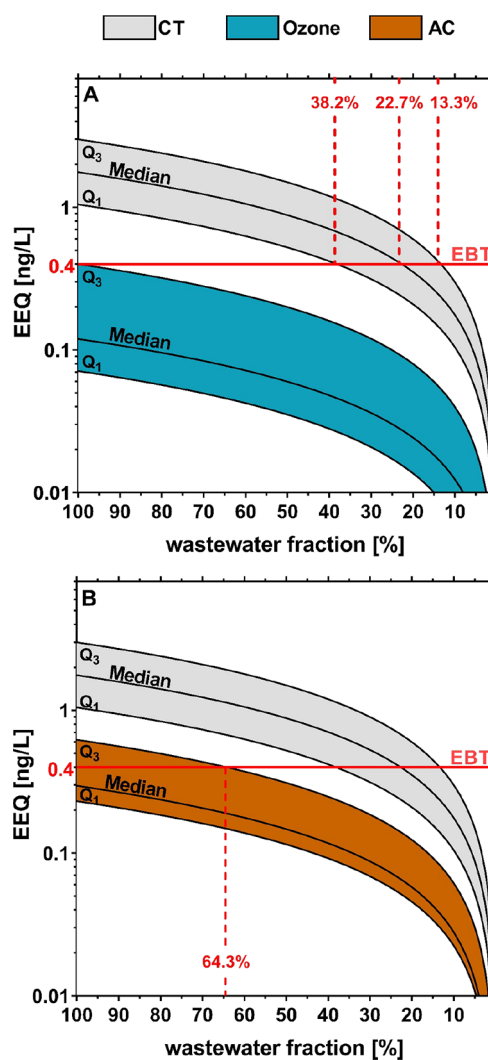 CT Ozone AC
A
38.2% 22.7% 13.3%
Q3
Median
Q1
1
EBT
0.4
Q3
EEQ [ng/L]
Median
0.1
Q1
0.01
100 90 80 70 60 50 40 30 20 10
wastewater fraction [%]
B
Q3
Median
Q1
1
Q3
EBT
0.4
Median
Q1
EEQ [ng/L]
0.1
64.3%
0.01
100 90 80 70 60 50 40 30 20 10
wastewater fraction [%]